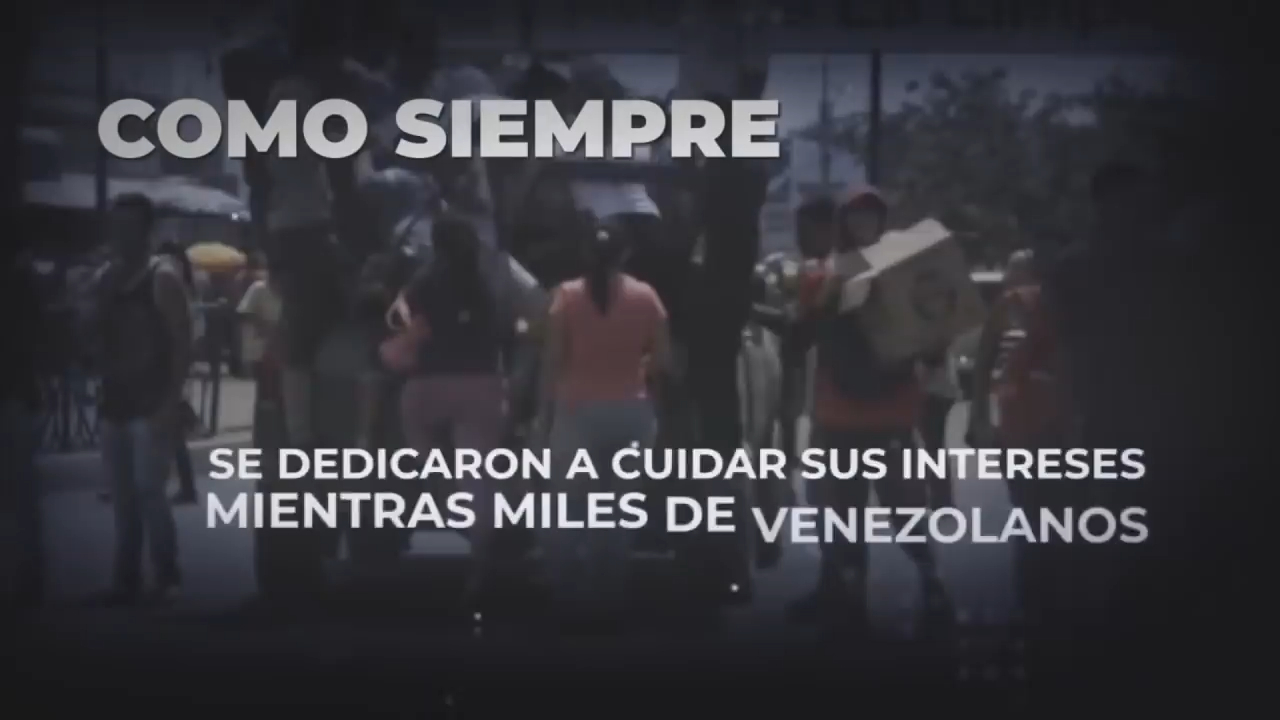 COMO SIEMPRE
SE DEDICARON A CUIDAR SUS INTERESES
MIENTRAS MILES DE VENEZOLANOS